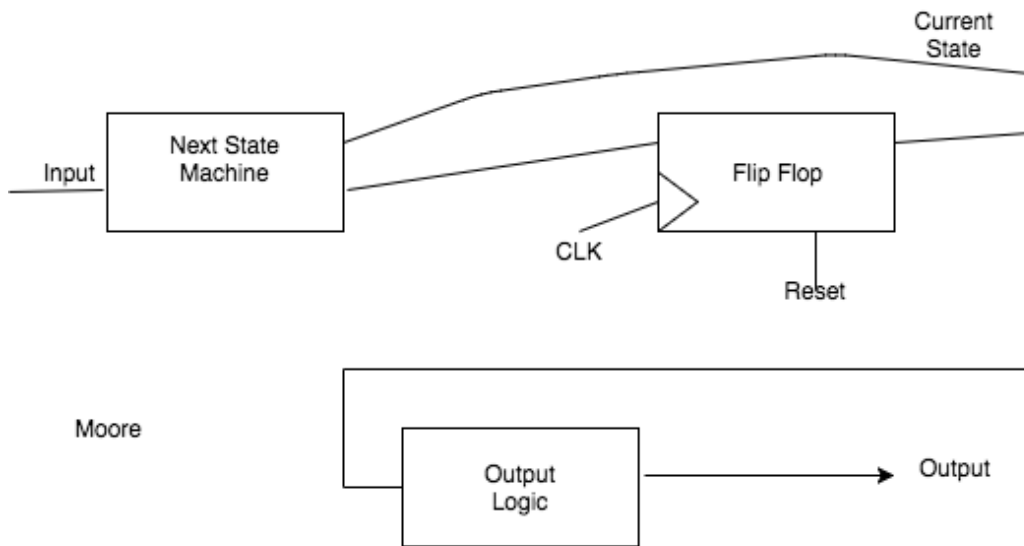 Current
State
Next State
Machine
Input
Flip Flop
CLK
Reset
Moore
Output
Logic
Output